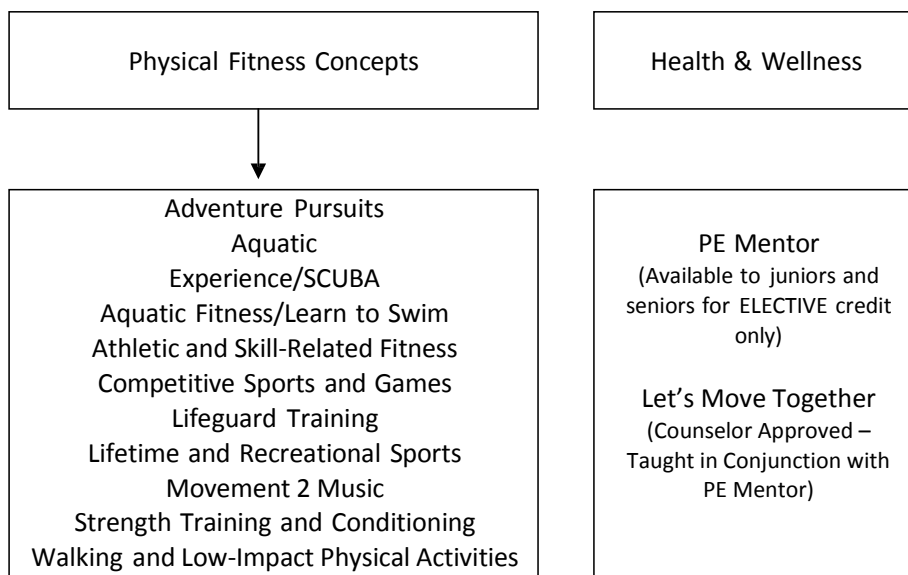 Physical Fitness Concepts
Health & Wellness
Adventure Pursuits
Aquatic
Experience/SCUBA
Aquatic Fitness/Learn to Swim
Athletic and Skill-Related Fitness
Competitive Sports and Games
Lifeguard Training
Lifetime and Recreational Sports
Movement 2 Music
Strength Training and Conditioning
Walking and Low-Impact Physical Activities
PE Mentor
(Available to juniors and
seniors for ELECTIVE credit
only)
Let’s Move Together
(Counselor Approved –
Taught in Conjunction with
PE Mentor)